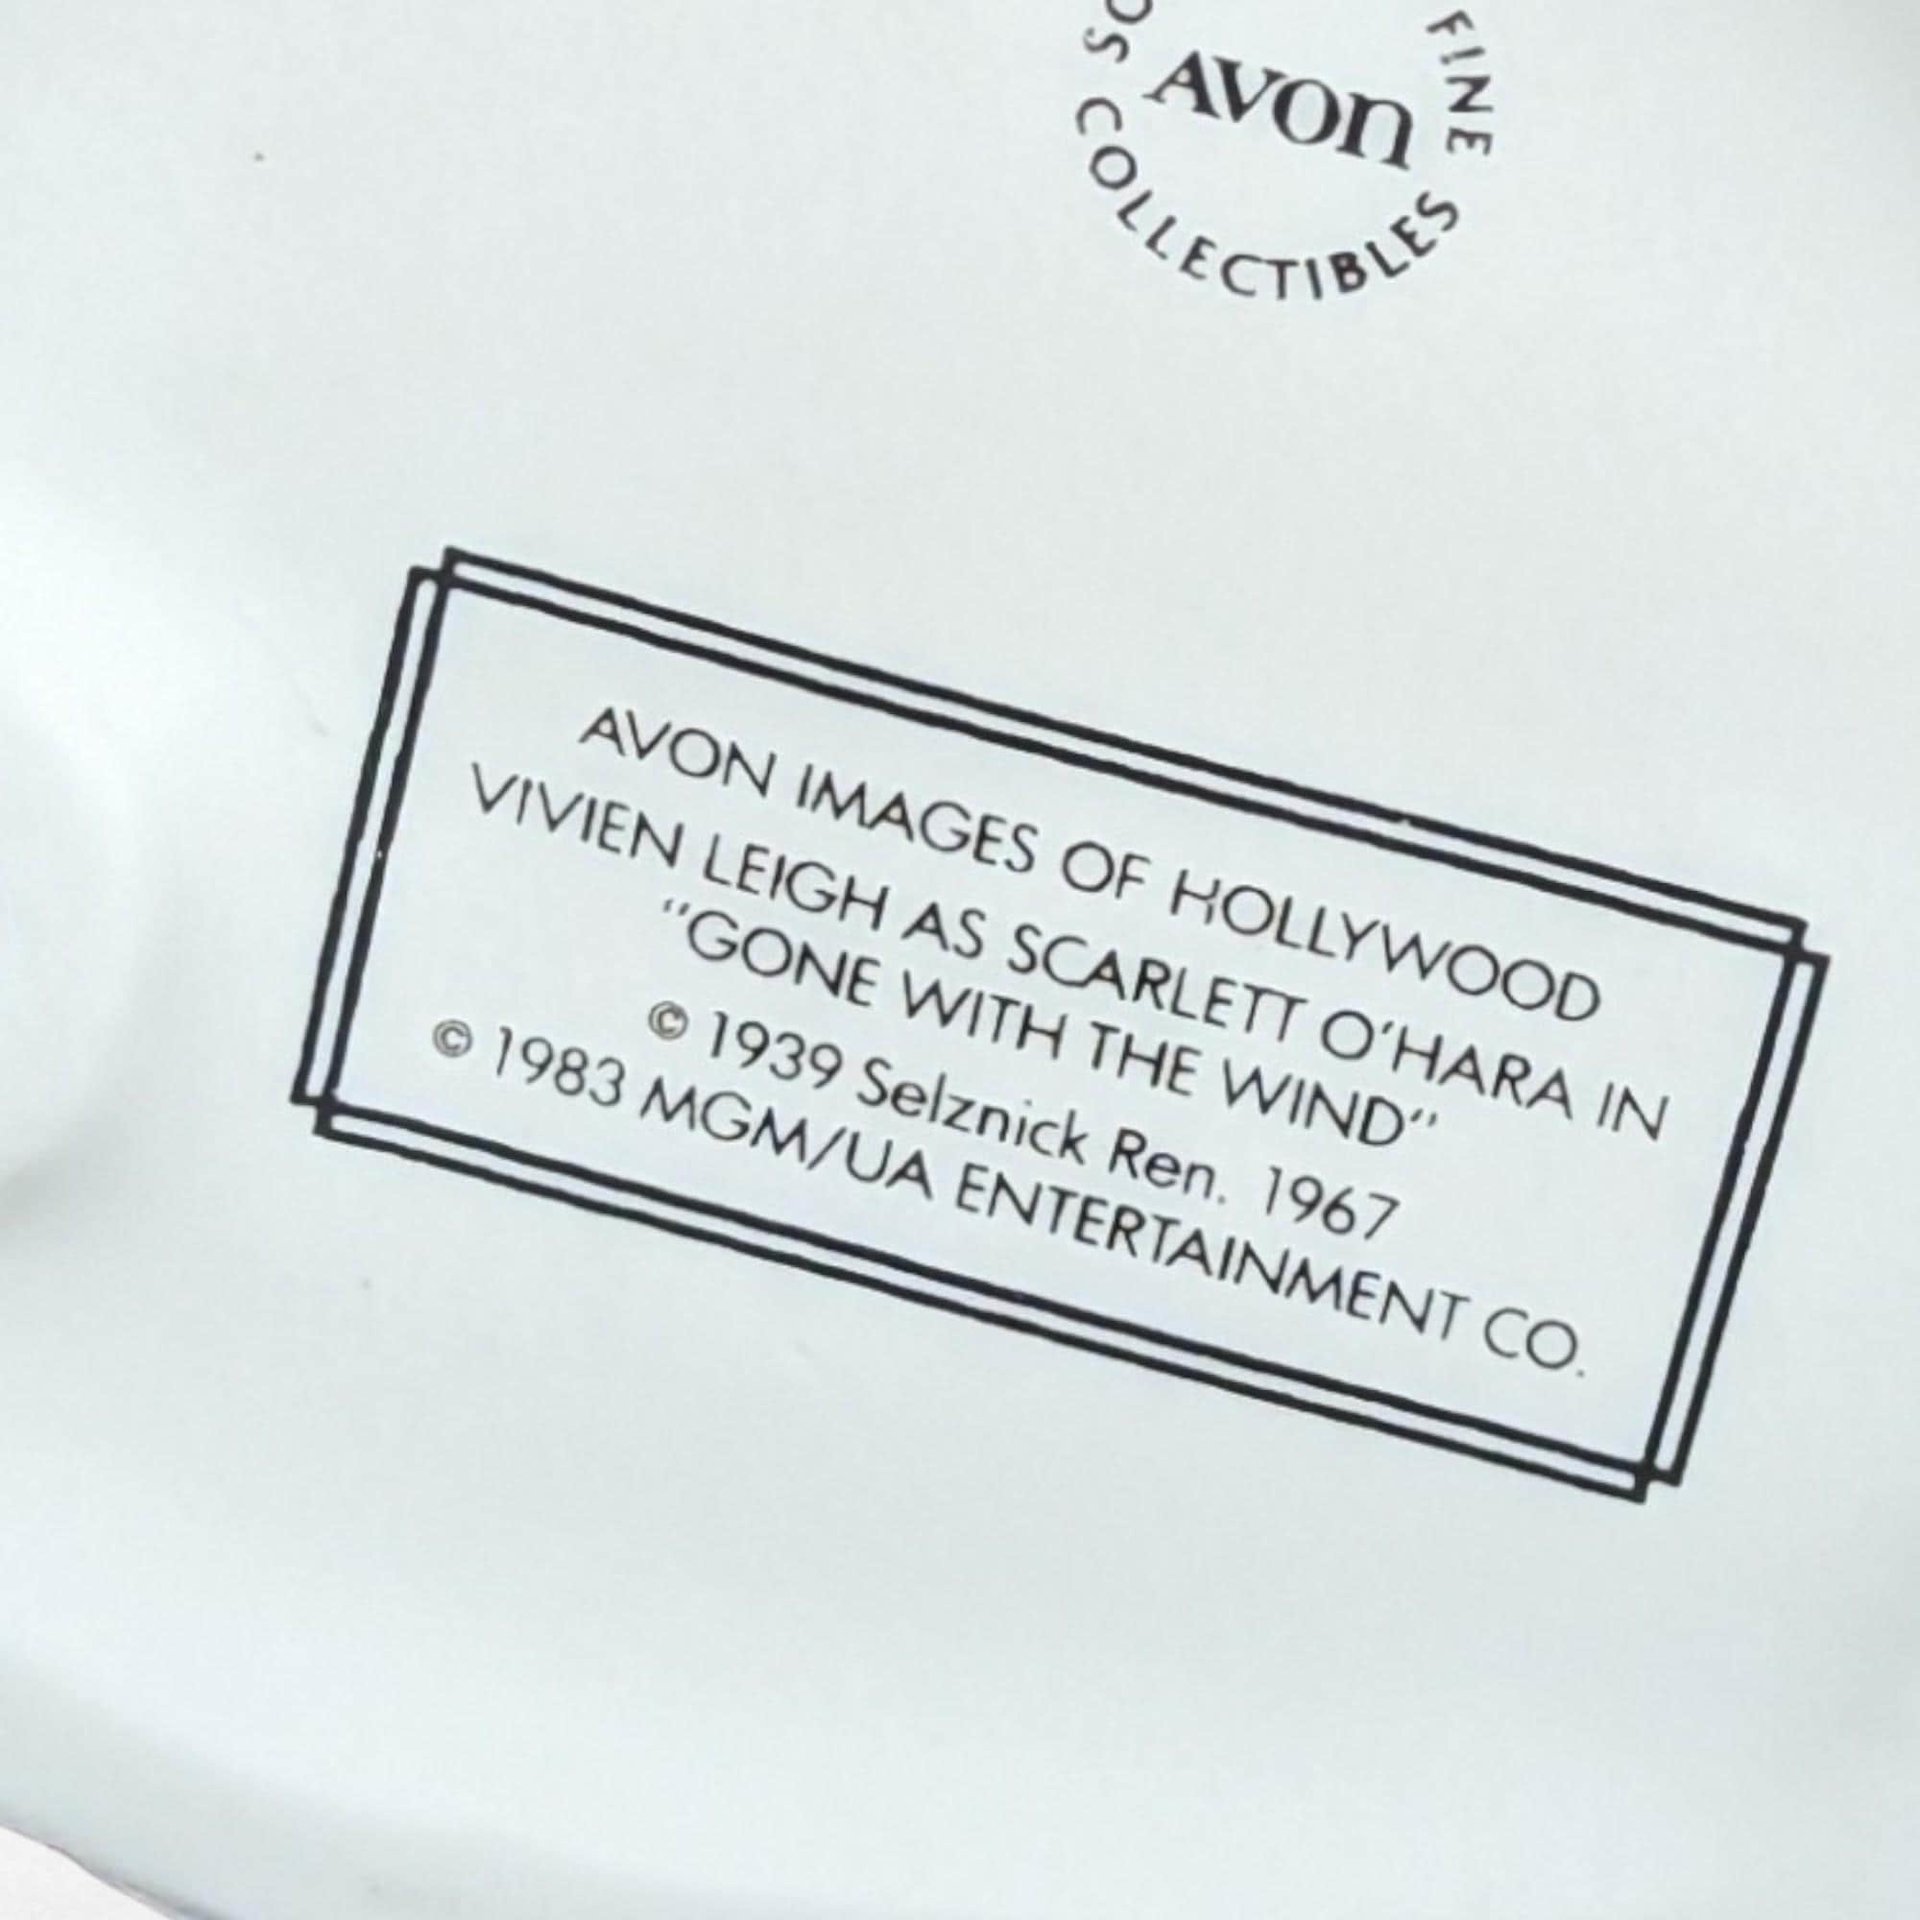 FINE
AVON
COLLECTIBLES
AVON IMAGES OF HOLLYWOOD
VIVIEN LEIGH AS SCARLETT O'HARA IN
"GONE WITH THE WIND"
© 1939 Selznick Ren. 1967
© 1983 MGM/UA ENTERTAINMENT CO.